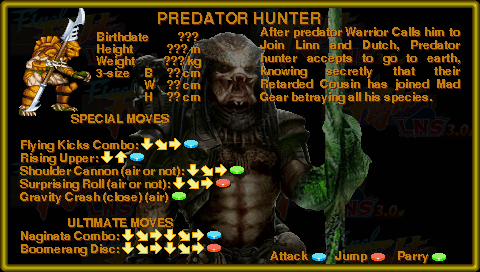 PREDATOR HUNTER
Birthdate ???
Height ??? m
Weight ??? kg
3-size B ?? cm
W ?? cm
H ?? cm
After predator Warrior Calls him to
Join Linn and Dutch, Predator
hunter accepts to go to earth,
knowing secretly that their
Retarded Cousin has joined Mad
Gear betraying all his species.
SPECIAL MOVES
Flying Kicks Combo:
Rising Upper:
Shoulder Cannon (air or not):
Surprising Roll (air or not):
Gravity Crash (close) (air)
ULTIMATE MOVES
Naginata Combo:
Boomerang Disc:
Attack Jump Parry